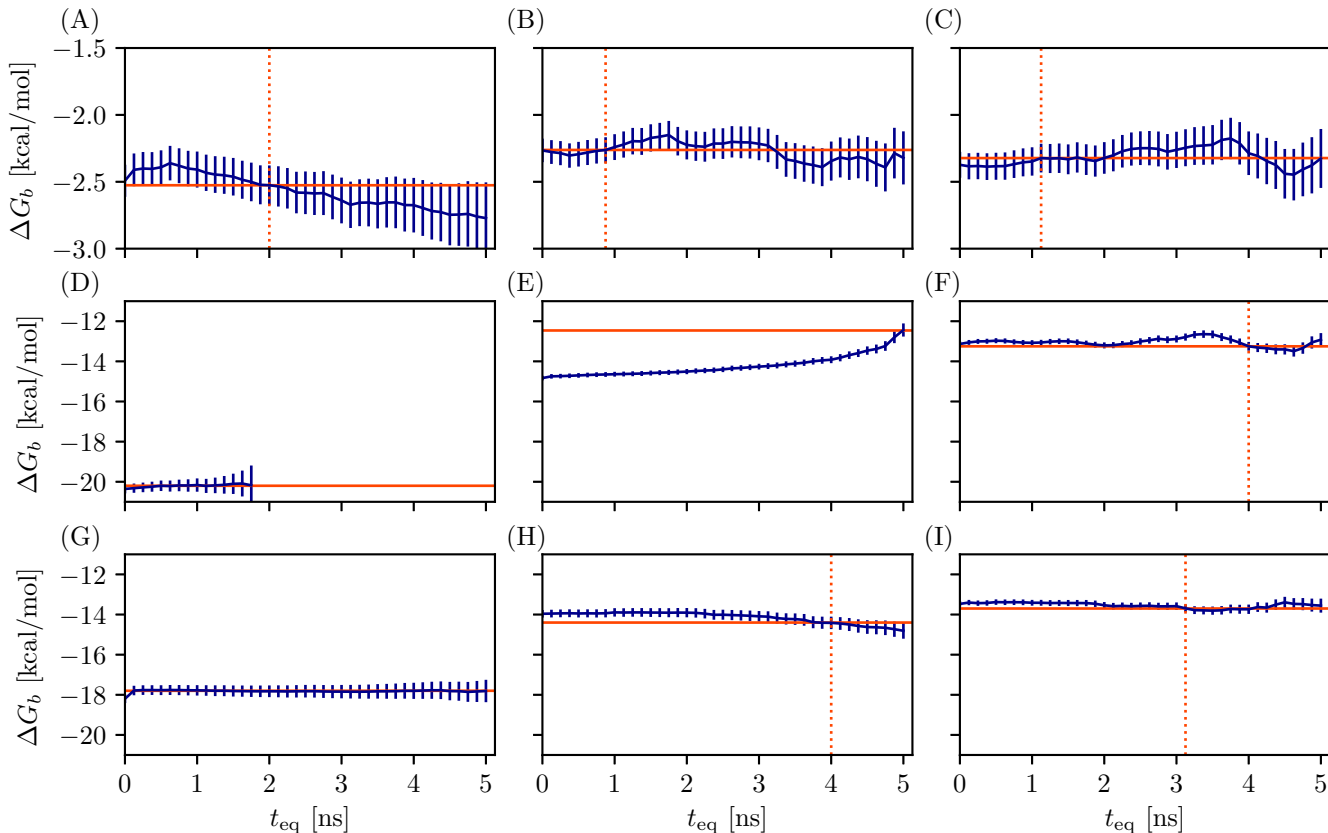 (A) (B) (C)
ΔG_b [kcal/mol]
−1.5
−2.0
−2.5
−3.0
(D) (E) (F)
ΔG_b [kcal/mol]
−12
−14
−16
−18
−20
(G) (H) (I)
ΔG_b [kcal/mol]
−12
−14
−16
−18
−20
0 1 2 3 4 5 0 1 2 3 4 5 0 1 2 3 4 5
t_eq [ns] t_eq [ns] t_eq [ns]